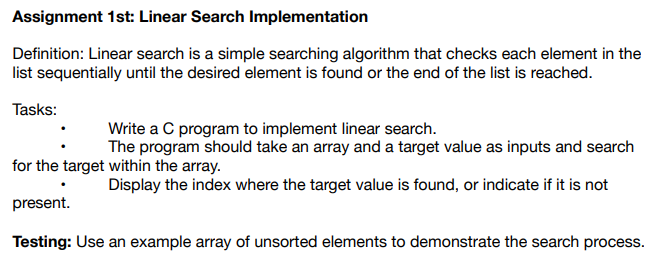 Assignment 1st: Linear Search Implementation
Definition: Linear search is a simple searching algorithm that checks each element in the
list sequentially until the desired element is found or the end of the list is reached.
Tasks:
• Write a C program to implement linear search.
• The program should take an array and a target value as inputs and search
for the target within the array.
• Display the index where the target value is found, or indicate if it is not
present.
Testing: Use an example array of unsorted elements to demonstrate the search process.